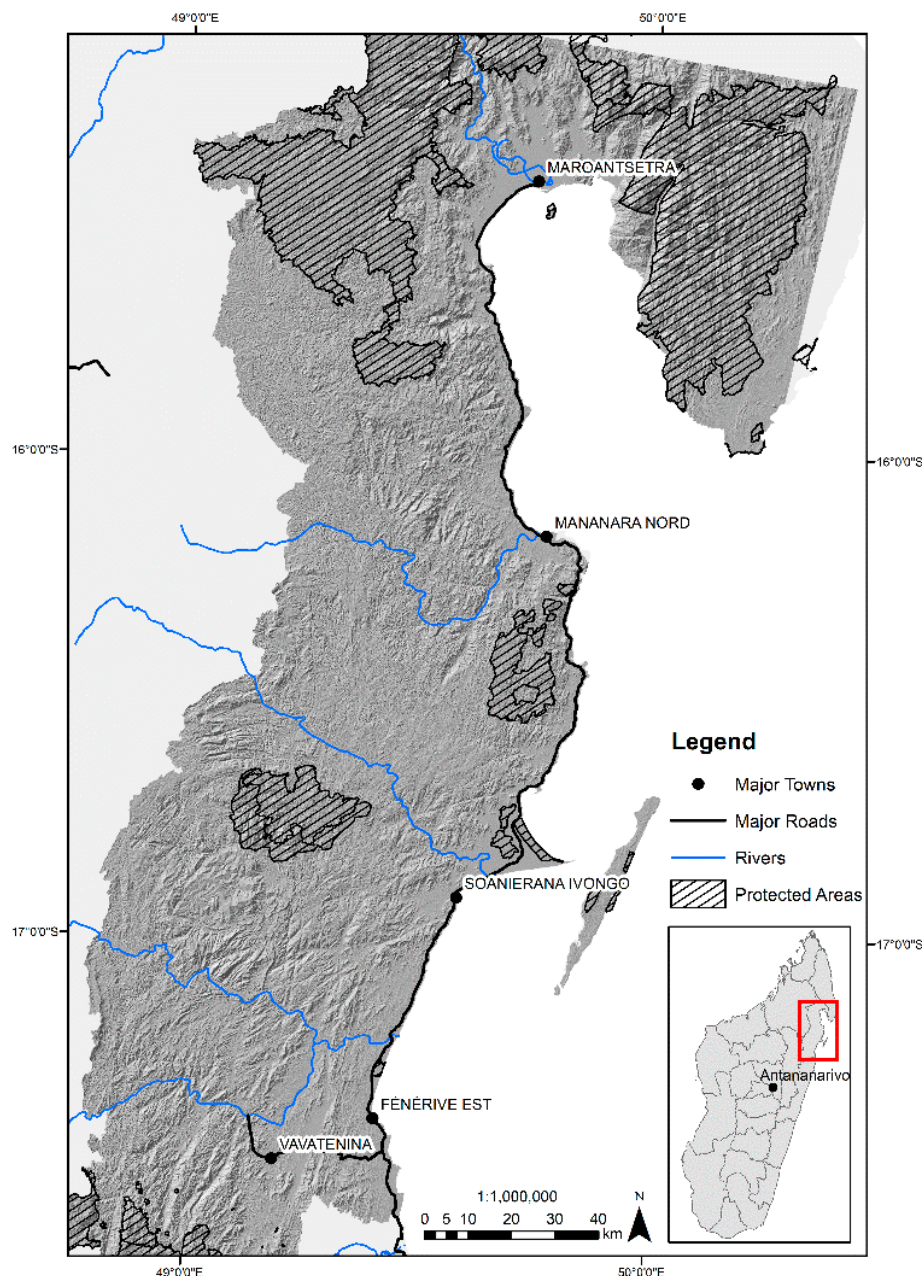 49°0'0"E
50°0'0"E
MAROANTSETRA
16°0'0"S
16°0'0"S
MANANARA NORD
Legend
Major Towns
Major Roads
Rivers
Protected Areas
SOANIERANA IVONGO
17°0'0"S
17°0'0"S
Antananarivo
FÉNÉRIVE EST
VAVATENINA
1:1,000,000
N
0 5 10 20 30 40
km
49°0'0"E
50°0'0"E